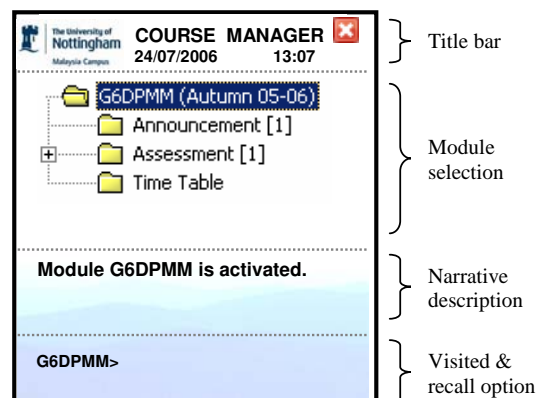 The University of
Nottingham
Malaysia Campus
COURSE MANAGER
24/07/2006 13:07
Title bar
G6DPMM (Autumn 05-06)
Announcement [1]
Assessment [1]
Time Table
Module
selection
Module G6DPMM is activated.
Narrative
description
G6DPMM>
Visited &
recall option